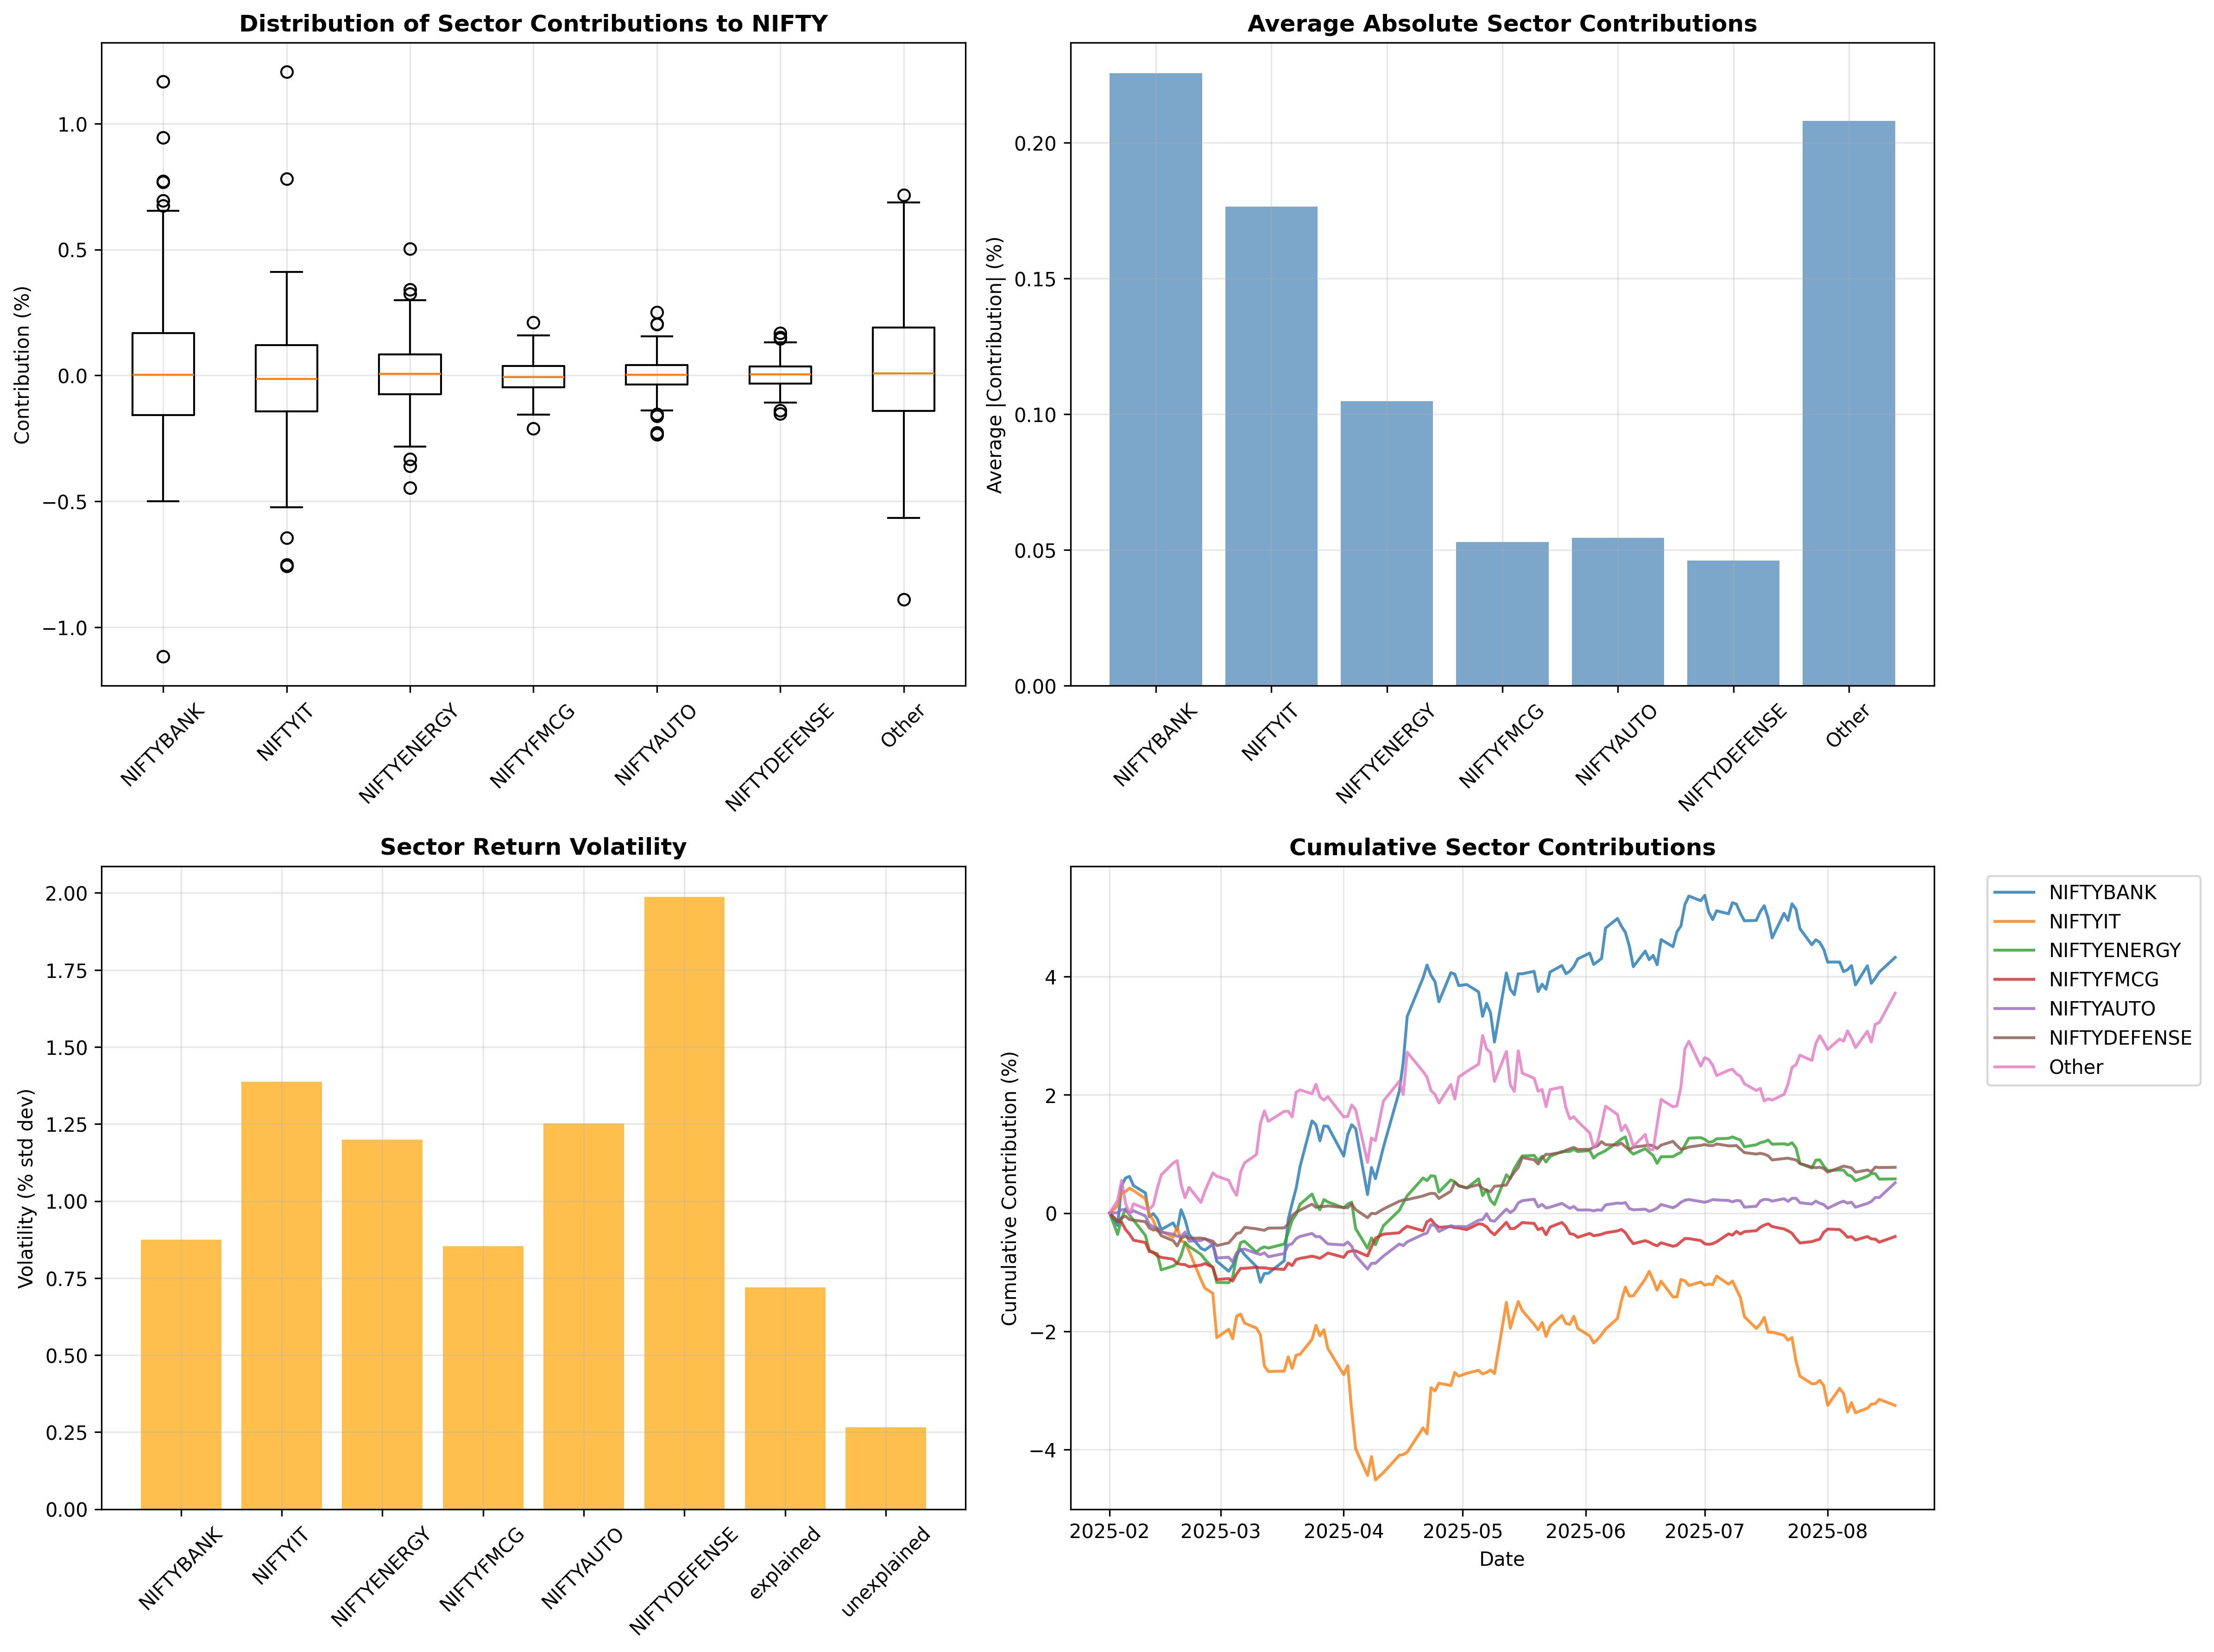 Distribution of Sector Contributions to NIFTY
Contribution (%)
1.0
0.5
0.0
−0.5
−1.0
NIFTYBANK
NIFTYIT
NIFTYENERGY
NIFTYFMCG
NIFTYAUTO
NIFTYDEFENSE
Other
Average Absolute Sector Contributions
Average |Contribution| (%)
0.20
0.15
0.10
0.05
0.00
NIFTYBANK
NIFTYIT
NIFTYENERGY
NIFTYFMCG
NIFTYAUTO
NIFTYDEFENSE
Other
Sector Return Volatility
Volatility (% std dev)
2.00
1.75
1.50
1.25
1.00
0.75
0.50
0.25
0.00
NIFTYBANK
NIFTYIT
NIFTYENERGY
NIFTYFMCG
NIFTYAUTO
NIFTYDEFENSE
explained
unexplained
Cumulative Sector Contributions
Cumulative Contribution (%)
4
2
0
−2
−4
2025-02
2025-03
2025-04
2025-05
2025-06
2025-07
2025-08
Date
NIFTYBANK
NIFTYIT
NIFTYENERGY
NIFTYFMCG
NIFTYAUTO
NIFTYDEFENSE
Other